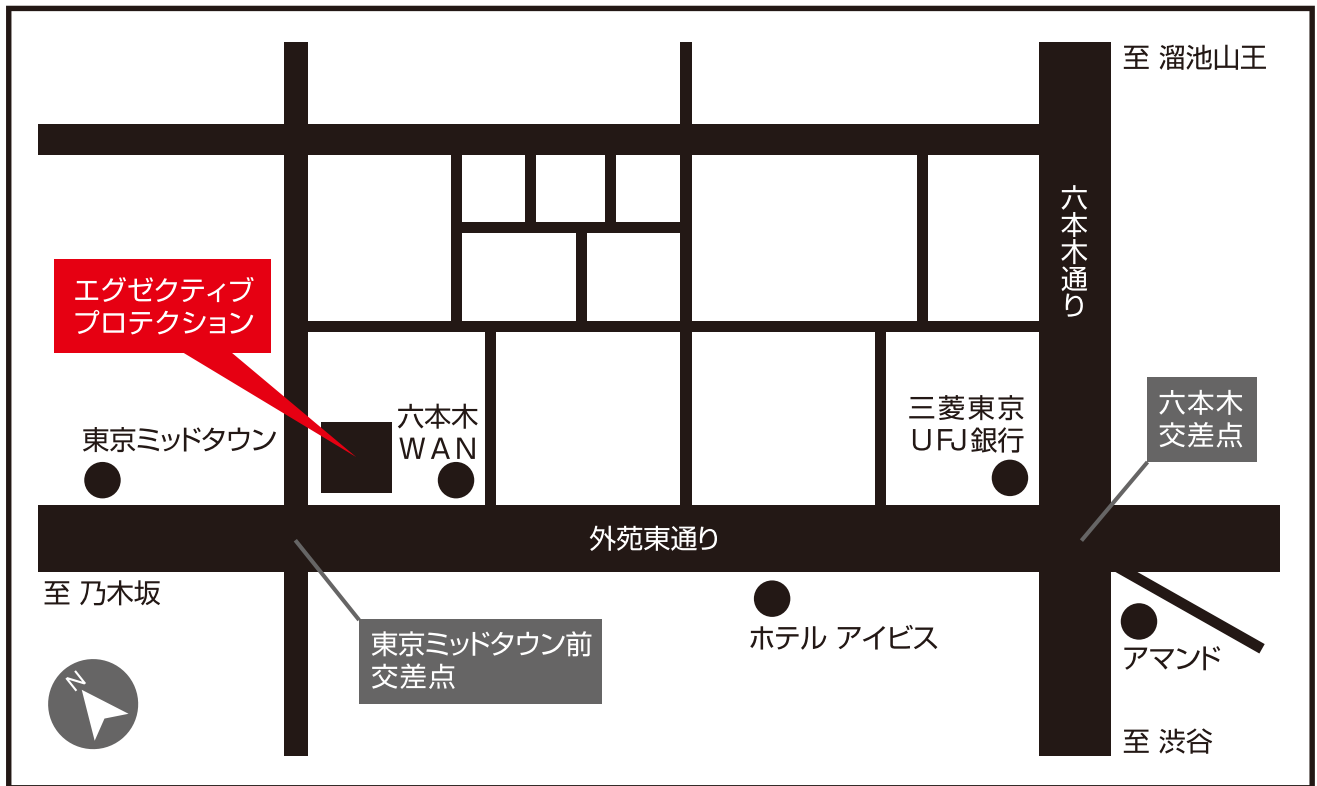 至 溜池山王
六本木通り
エグゼクティブ
プロテクション
東京ミッドタウン
六本木
WAN
三菱東京
UFJ銀行
六本木
交差点
外苑東通り
至 乃木坂
東京ミッドタウン前
交差点
ホテル アイビス
アマンド
N
至 渋谷